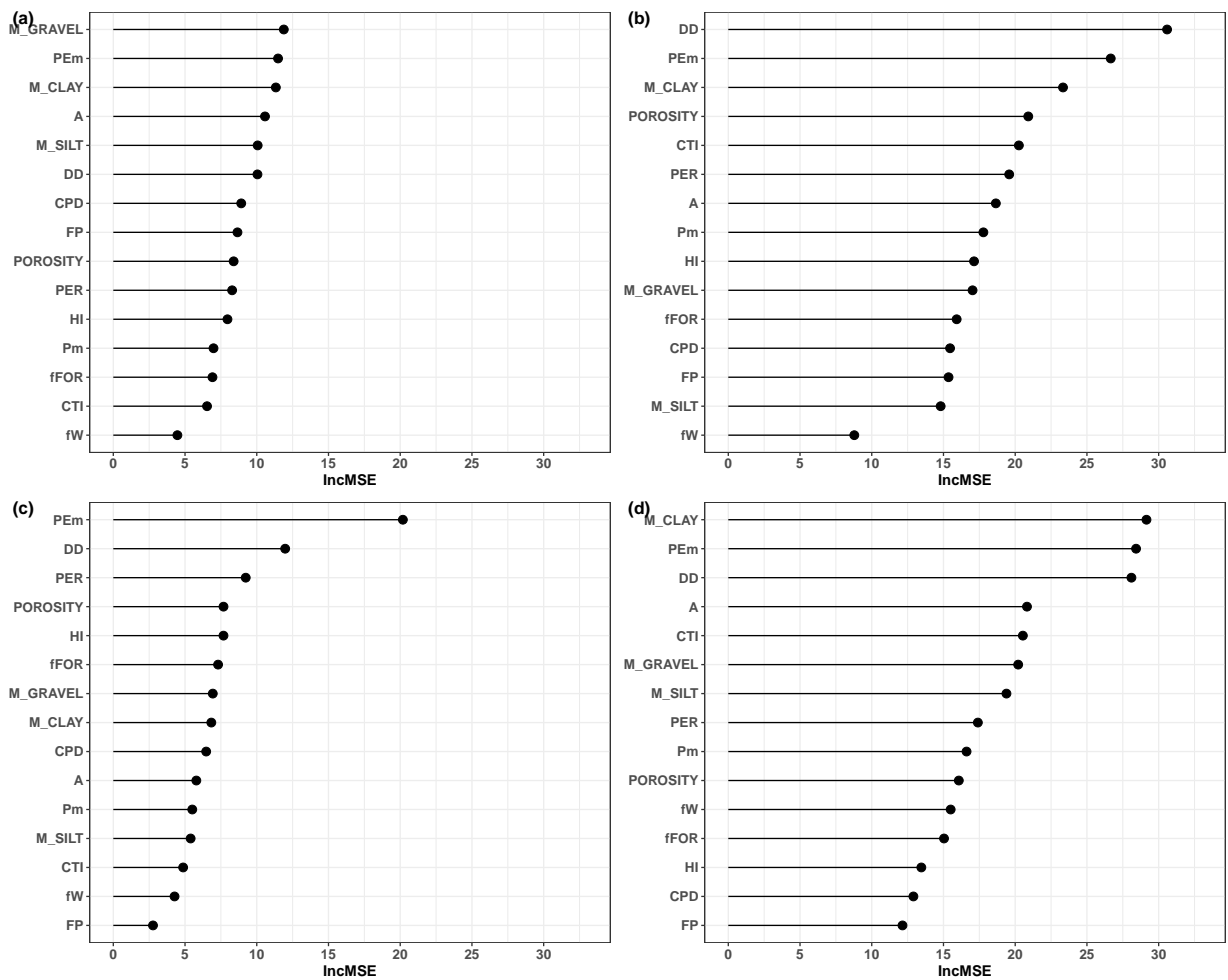 (a)
M_GRAVEL
PEm
M_CLAY
A
M_SILT
DD
CPD
FP
POROSITY
PER
HI
Pm
fFOR
CTI
fW
0 5 10 15 20 25 30
IncMSE
(b)
DD
PEm
M_CLAY
POROSITY
CTI
PER
A
Pm
HI
M_GRAVEL
fFOR
CPD
FP
M_SILT
fW
0 5 10 15 20 25 30
IncMSE
(c)
PEm
DD
PER
POROSITY
HI
fFOR
M_GRAVEL
M_CLAY
CPD
A
Pm
M_SILT
CTI
fW
FP
0 5 10 15 20 25 30
IncMSE
(d)
M_CLAY
PEm
DD
A
CTI
M_GRAVEL
M_SILT
PER
Pm
POROSITY
fW
fFOR
HI
CPD
FP
0 5 10 15 20 25 30
IncMSE